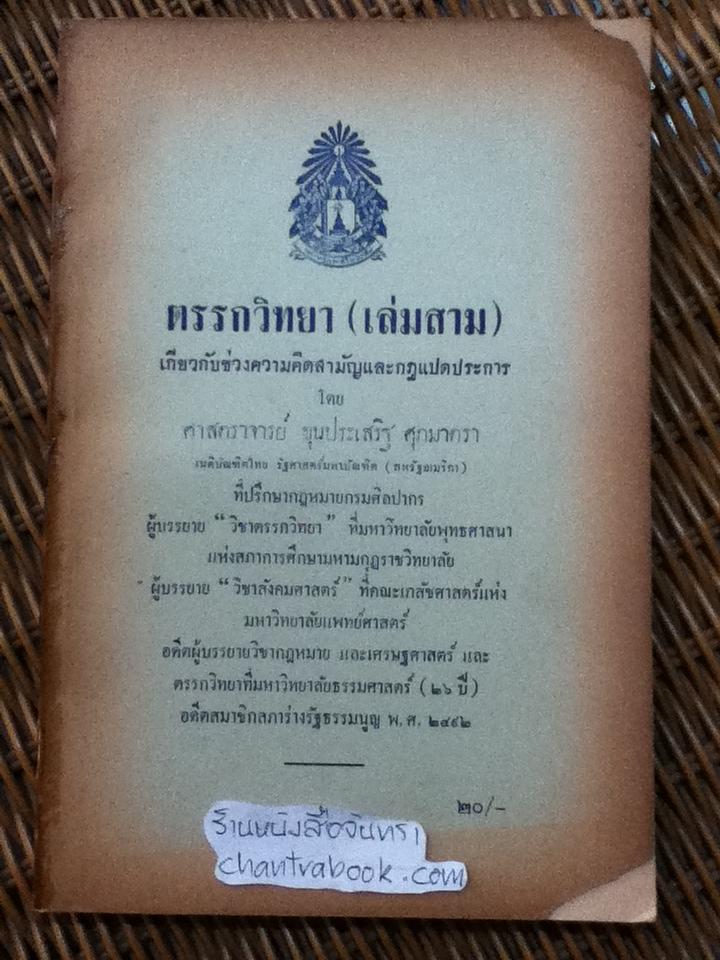 ตรรกวิทยา (เล่มสาม)
เกี่ยวกับช่วงความคิดสามัญและกฎแปดประการ
โดย
ศาสตราจารย์ ขุนประเสริฐ ศุภมาตรา
เนติบัณฑิตไทย รัฐศาสตร์มหาบัณฑิต (สหรัฐอเมริกา)
ที่ปรึกษากฎหมายกรมศิลปากร
ผู้บรรยาย “วิชาตรรกวิทยา” ที่มหาวิทยาลัยพุทธศาสนา
แห่งสภาการศึกษามหามกุฏราชวิทยาลัย
ผู้บรรยาย “วิชาสังคมศาสตร์” ที่คณะเภสัชศาสตร์แห่ง
มหาวิทยาลัยแพทย์ศาสตร์
อดีตผู้บรรยายวิชากฎหมาย และเศรษฐศาสตร์ และ
ตรรกวิทยาที่มหาวิทยาลัยธรรมศาสตร์ (๒๖ ปี)
อดีตสมาชิกสภาร่างรัฐธรรมนูญ พ.ศ. ๒๔๙๒
๒๐/-
ร้านหนังสือจันทรา
chantrabook.com